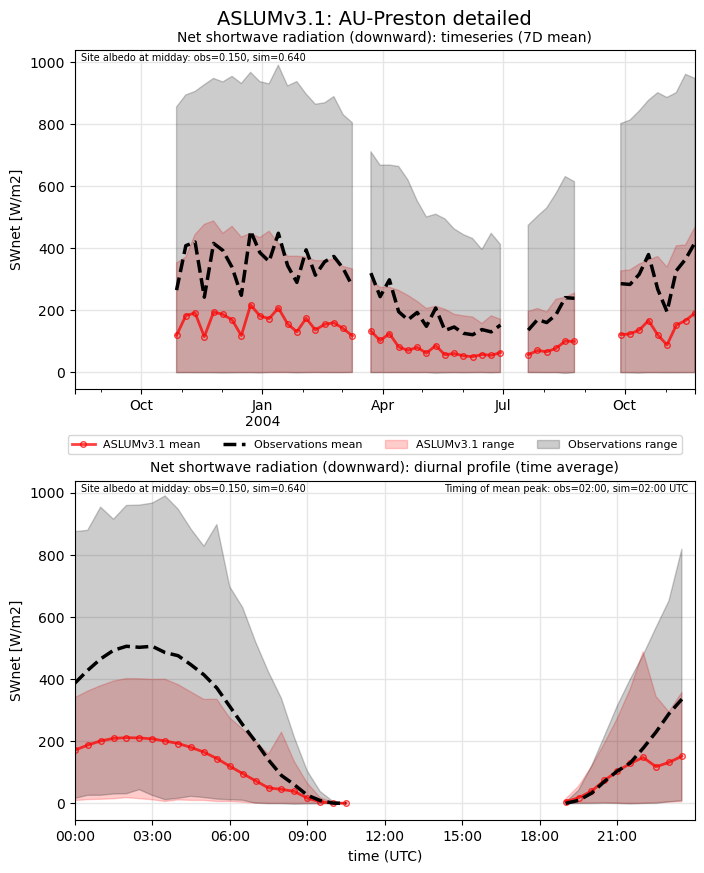 ASLUMv3.1: AU-Preston detailed
Net shortwave radiation (downward): timeseries (7D mean)
Site albedo at midday: obs=0.150, sim=0.640
1000
800
600
400
200
0
SWnet [W/m2]
Oct Jan Apr Jul Oct
2004
ASLUMv3.1 mean Observations mean ASLUMv3.1 range Observations range
Net shortwave radiation (downward): diurnal profile (time average)
Site albedo at midday: obs=0.150, sim=0.640 Timing of mean peak: obs=02:00, sim=02:00 UTC
1000
800
600
400
200
0
SWnet [W/m2]
00:00 03:00 06:00 09:00 12:00 15:00 18:00 21:00
time (UTC)